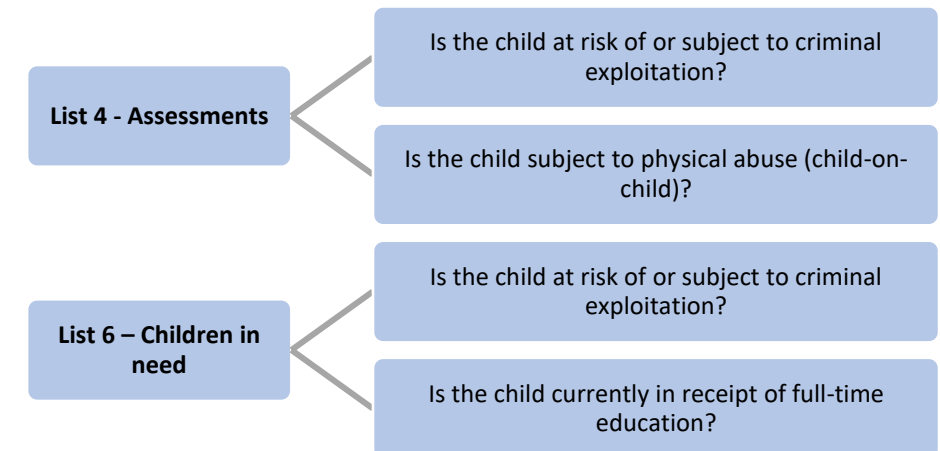 List 4 - Assessments
Is the child at risk of or subject to criminal
exploitation?
Is the child subject to physical abuse (child-on-
child)?
List 6 – Children in
need
Is the child at risk of or subject to criminal
exploitation?
Is the child currently in receipt of full-time
education?